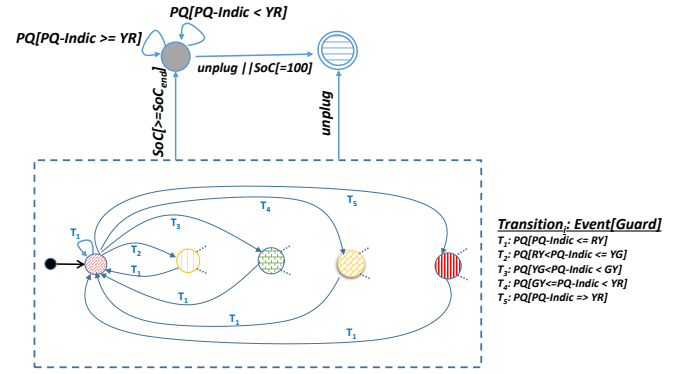 PQ[PQ-Indic < YR]
PQ[PQ-Indic >= YR]
unplug ||SoC[=100]
SoC[>=SoC_end]
unplug
T5
T4
T3
T1
T2
T1
T1
T1
T1
Transition_i: Event[Guard]
T1: PQ[PQ-Indic <= RY]
T2: PQ[RY<PQ-Indic <= YG]
T3: PQ[YG<PQ-Indic < GY]
T4: PQ[GY<=PQ-Indic < YR]
T5: PQ[PQ-Indic => YR]